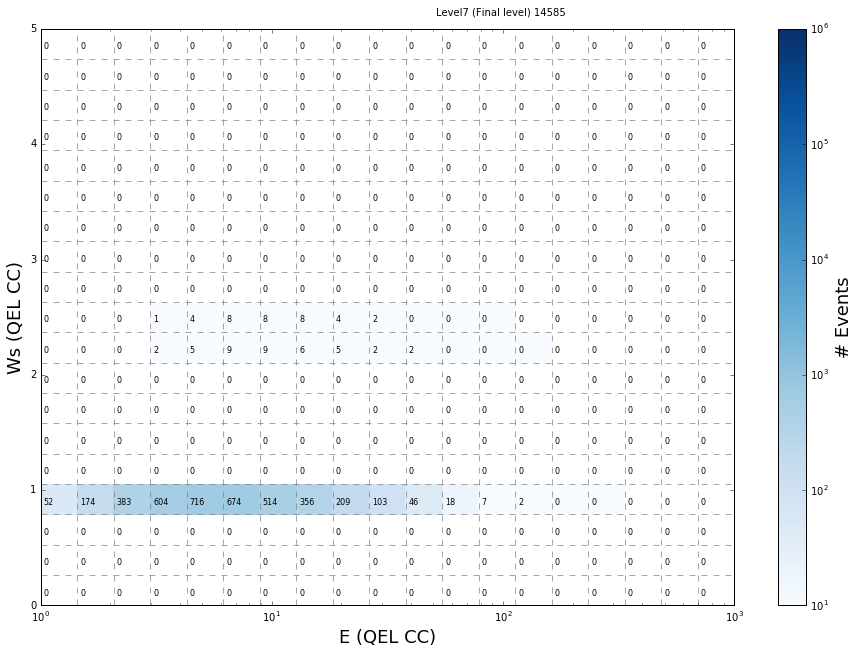 Level7 (Final level) 14585
5
0 0 0 0 0 0 0 0 0 0 0 0 0 0 0 0 0 0 0
0 0 0 0 0 0 0 0 0 0 0 0 0 0 0 0 0 0 0
0 0 0 0 0 0 0 0 0 0 0 0 0 0 0 0 0 0 0
4
0 0 0 0 0 0 0 0 0 0 0 0 0 0 0 0 0 0 0
0 0 0 0 0 0 0 0 0 0 0 0 0 0 0 0 0 0 0
0 0 0 0 0 0 0 0 0 0 0 0 0 0 0 0 0 0 0
0 0 0 0 0 0 0 0 0 0 0 0 0 0 0 0 0 0 0
3
0 0 0 0 0 0 0 0 0 0 0 0 0 0 0 0 0 0 0
0 0 0 0 0 0 0 0 0 0 0 0 0 0 0 0 0 0 0
0 0 0 1 4 8 8 8 4 2 0 0 0 0 0 0 0 0 0
0 0 0 2 5 9 9 6 5 2 2 0 0 0 0 0 0 0 0
2
0 0 0 0 0 0 0 0 0 0 0 0 0 0 0 0 0 0 0
0 0 0 0 0 0 0 0 0 0 0 0 0 0 0 0 0 0 0
0 0 0 0 0 0 0 0 0 0 0 0 0 0 0 0 0 0 0
0 0 0 0 0 0 0 0 0 0 0 0 0 0 0 0 0 0 0
1
52 174 383 604 716 674 514 356 209 103 46 18 7 2 0 0 0 0 0
0 0 0 0 0 0 0 0 0 0 0 0 0 0 0 0 0 0 0
0 0 0 0 0 0 0 0 0 0 0 0 0 0 0 0 0 0 0
0 0 0 0 0 0 0 0 0 0 0 0 0 0 0 0 0 0 0
0
10⁰ 10¹ 10² 10³
E (QEL CC)
Ws (QEL CC)
10⁶
10⁵
10⁴
10³
10²
10¹
# Events